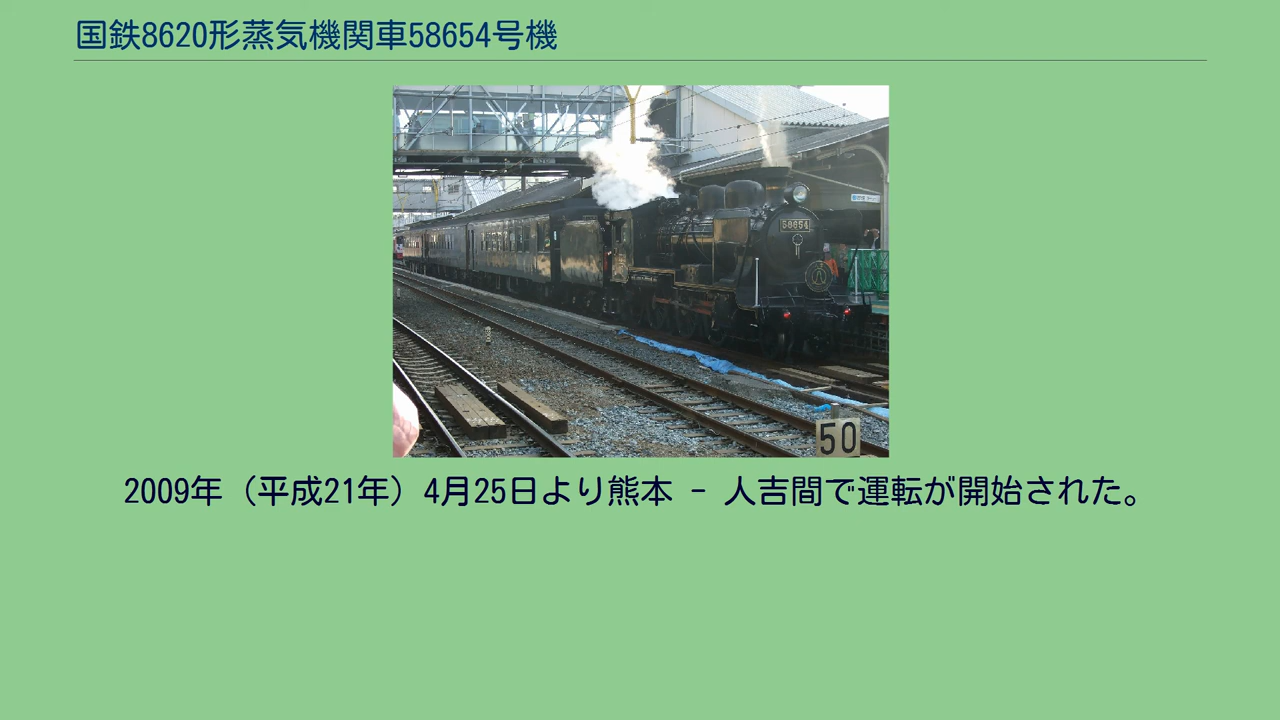 国鉄8620形蒸気機関車58654号機
58654
50
2009年（平成21年）4月25日より熊本 - 人吉間で運転が開始された。